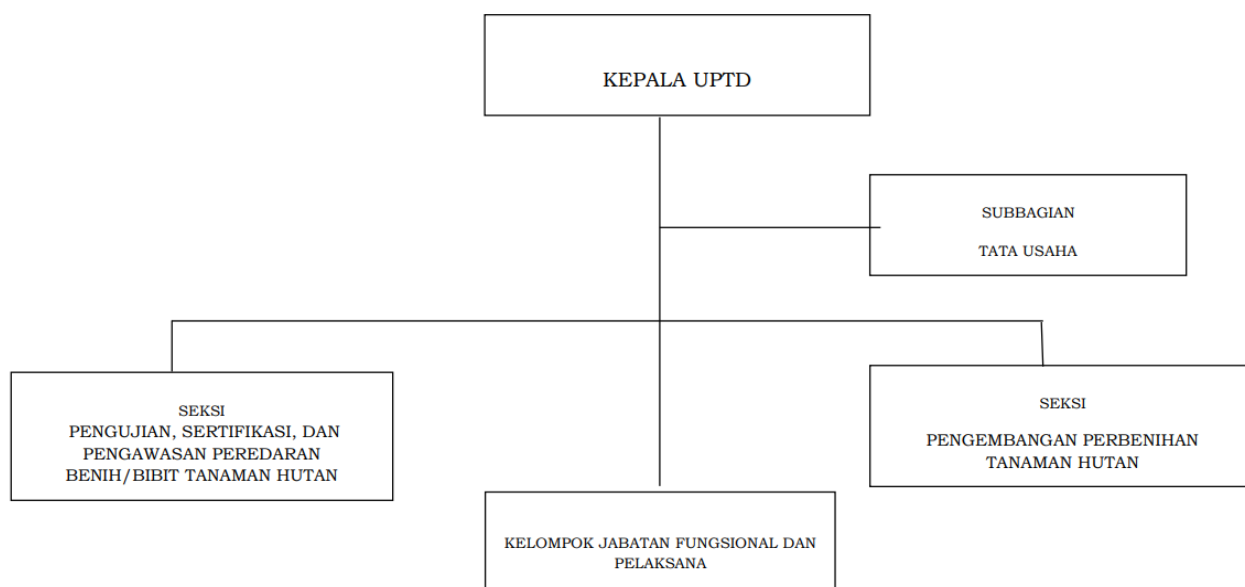 KEPALA UPTD
SUBBAGIAN
TATA USAHA
SEKSI
PENGUJIAN, SERTIFIKASI, DAN
PENGAWASAN PEREDARAN
BENIH/BIBIT TANAMAN HUTAN
SEKSI
PENGEMBANGAN PERBENIHAN
TANAMAN HUTAN
KELOMPOK JABATAN FUNGSIONAL DAN
PELAKSANA